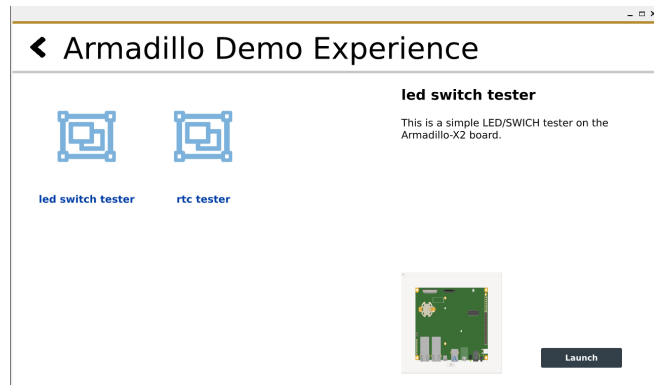 Armadillo Demo Experience
led switch tester
This is a simple LED/SWICH tester on the
Armadillo-X2 board.
led switch tester
rtc tester
Launch